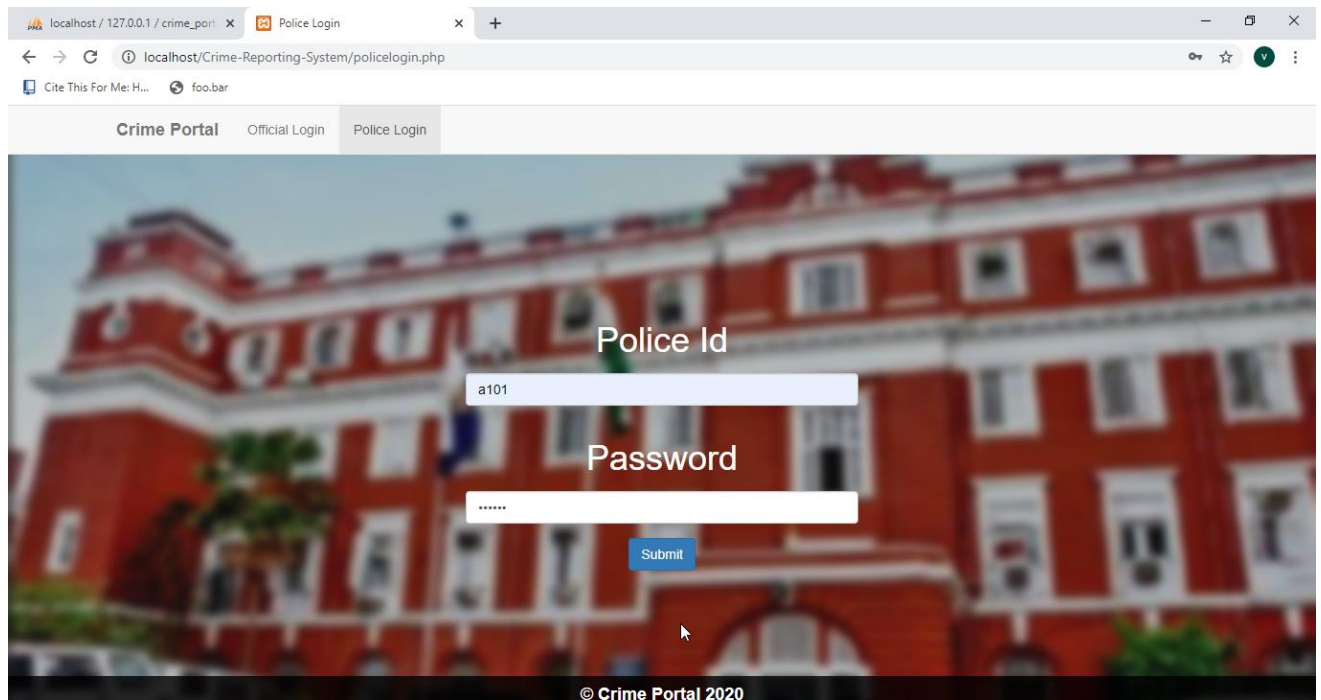 localhost / 127.0.0.1 / crime_port
Police Login
localhost/Crime-Reporting-System/policelogin.php
V
Cite This For Me: H...
foo.bar
Crime Portal
Official Login
Police Login
Police Id
a101
Password
••••••
Submit
© Crime Portal 2020